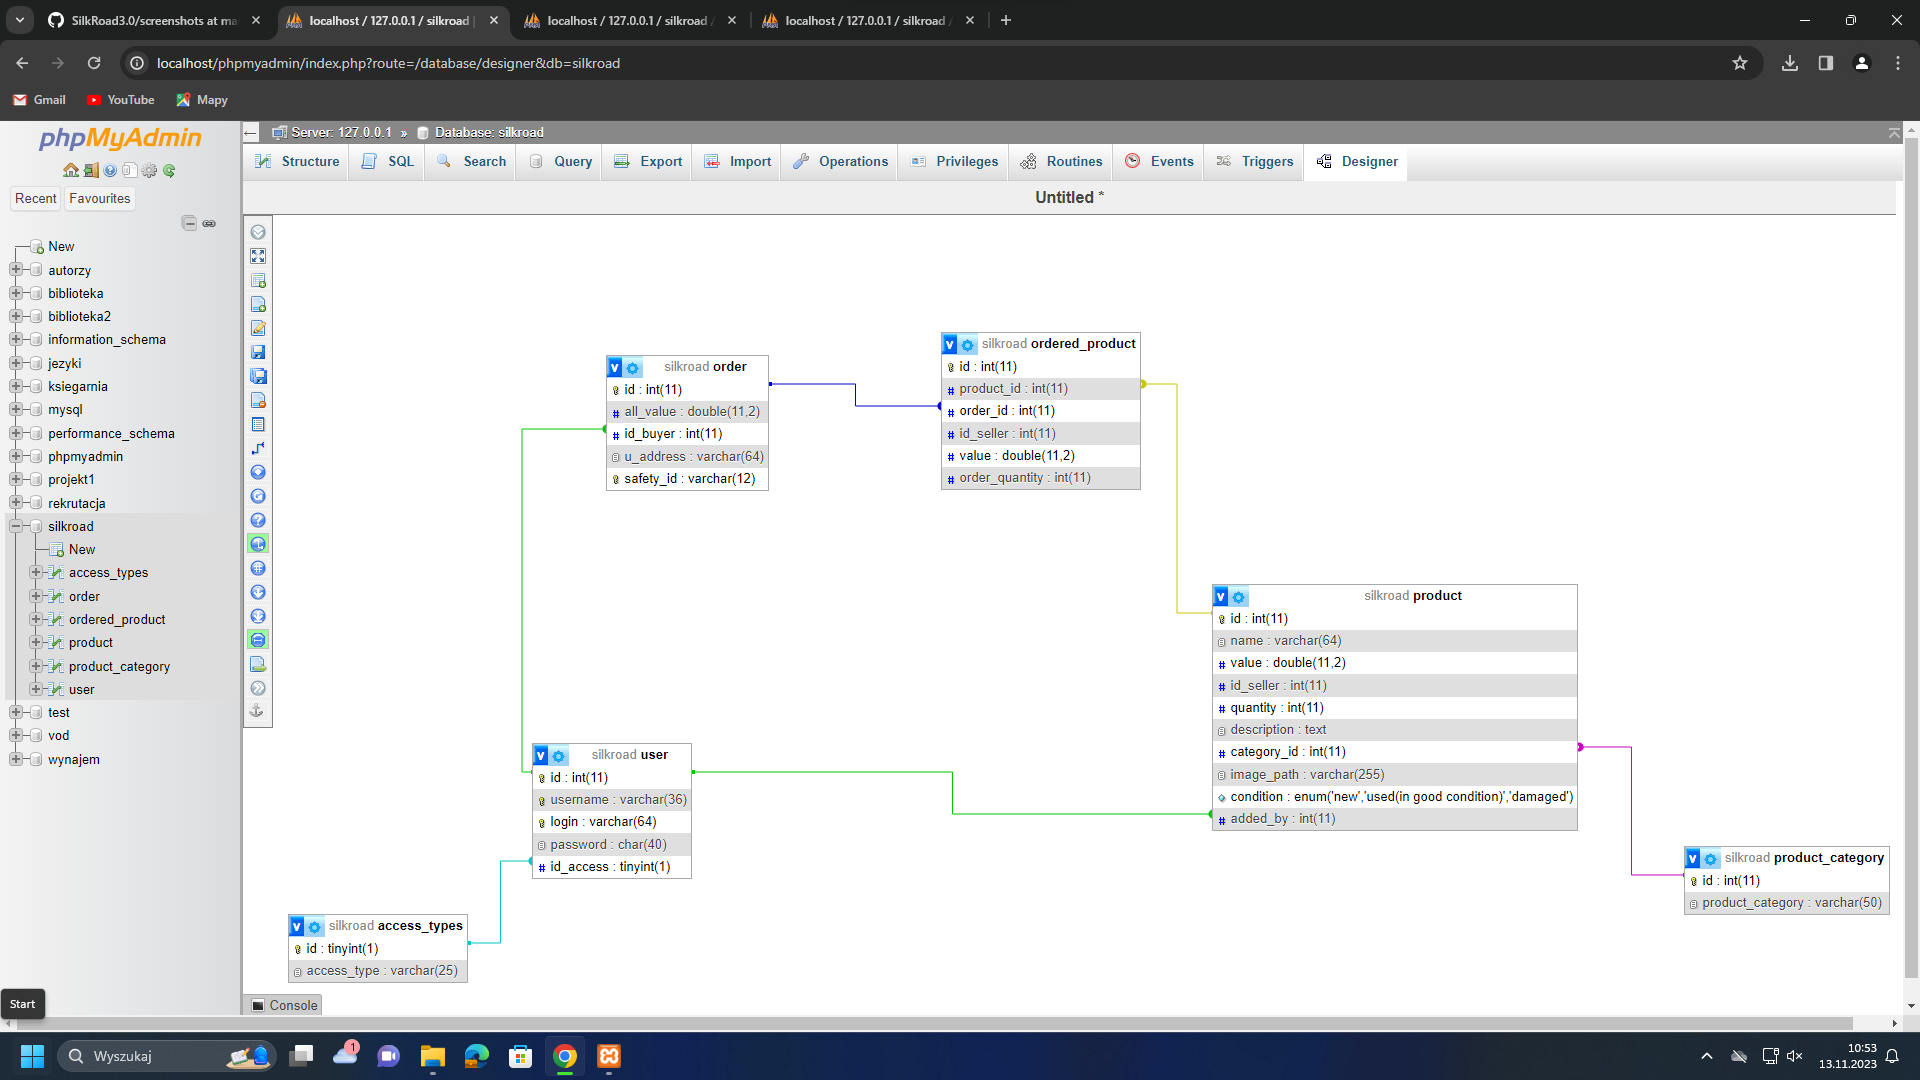 SilkRoad3.0/screenshots at ma
localhost / 127.0.0.1 / silkroad |
localhost / 127.0.0.1 / silkroad /
localhost / 127.0.0.1 / silkroad /
localhost/phpmyadmin/index.php?route=/database/designer&db=silkroad
Gmail
YouTube
Mapy
phpMyAdmin
Recent
Favourites
New
autorzy
biblioteka
biblioteka2
information_schema
jezyki
ksiegarnia
mysql
performance_schema
phpmyadmin
projekt1
rekrutacja
silkroad
New
access_types
order
ordered_product
product
product_category
user
test
vod
wynajem
Server: 127.0.0.1 » Database: silkroad
Structure
SQL
Search
Query
Export
Import
Operations
Privileges
Routines
Events
Triggers
Designer
Untitled *
silkroad order
id : int(11)
all_value : double(11,2)
id_buyer : int(11)
u_address : varchar(64)
safety_id : varchar(12)
silkroad ordered_product
id : int(11)
product_id : int(11)
order_id : int(11)
id_seller : int(11)
value : double(11,2)
order_quantity : int(11)
silkroad product
id : int(11)
name : varchar(64)
value : double(11,2)
id_seller : int(11)
quantity : int(11)
description : text
category_id : int(11)
image_path : varchar(255)
condition : enum('new','used(in good condition)','damaged')
added_by : int(11)
silkroad user
id : int(11)
username : varchar(36)
login : varchar(64)
password : char(40)
id_access : tinyint(1)
silkroad product_category
id : int(11)
product_category : varchar(50)
silkroad access_types
id : tinyint(1)
access_type : varchar(25)
Console
Start
Wyszukaj
1
10:53
13.11.2023